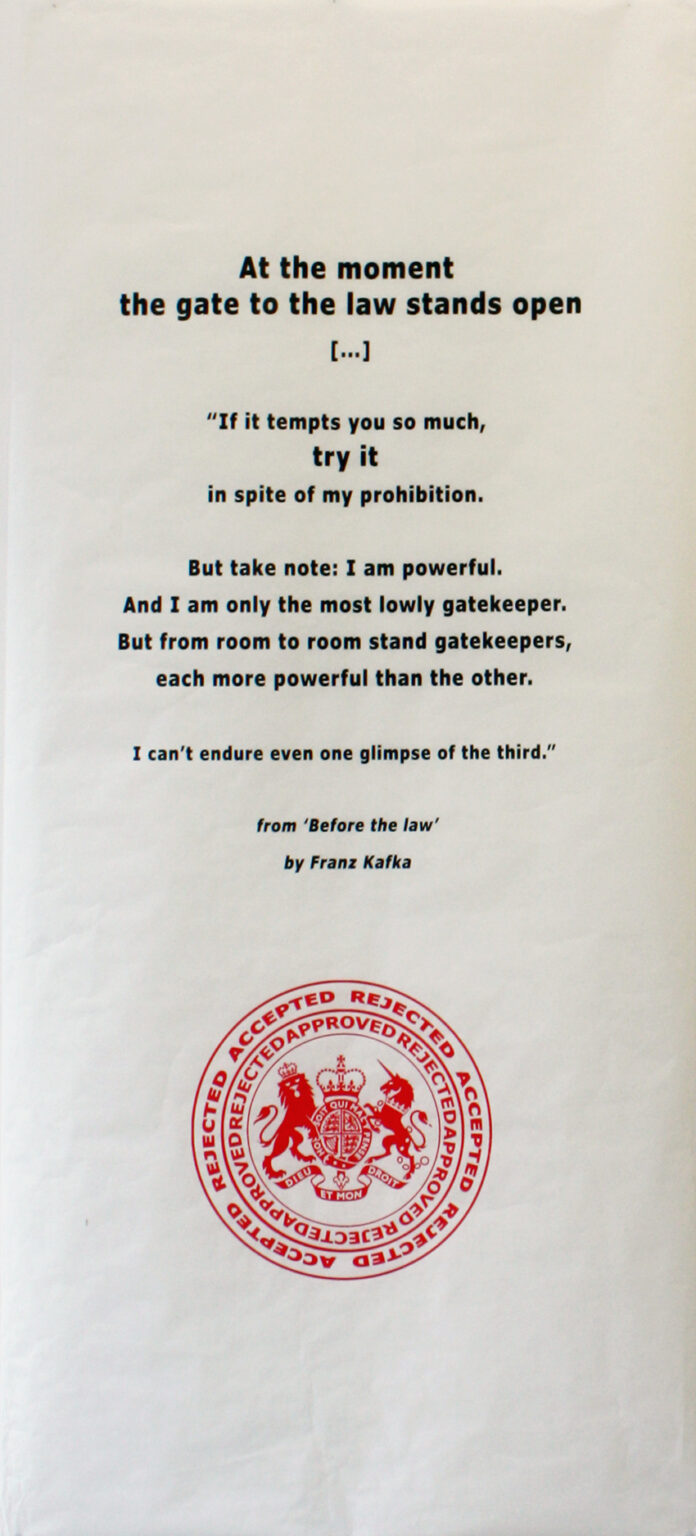 At the moment
the gate to the law stands open
[...]
“If it tempts you so much,
try it
in spite of my prohibition.
But take note: I am powerful.
And I am only the most lowly gatekeeper.
But from room to room stand gatekeepers,
each more powerful than the other.
I can’t endure even one glimpse of the third.”
from ‘Before the law’
by Franz Kafka
ACCEPTED REJECTED ACCEPTED REJECTED ACCEPTED REJECTED
APPROVED REJECTED APPROVED REJECTED APPROVED REJECTED
SOIT QUI MAL
DIEU ET MON DROIT